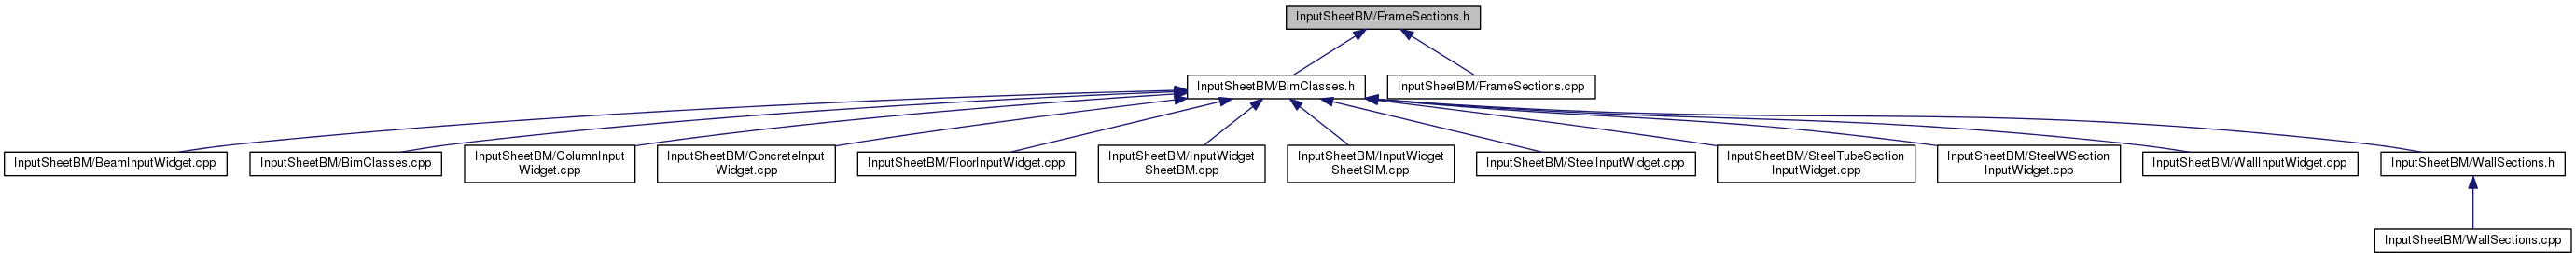 InputSheetBM/FrameSections.h
InputSheetBM/BimClasses.h
InputSheetBM/FrameSections.cpp
InputSheetBM/BeamInputWidget.cpp
InputSheetBM/BimClasses.cpp
InputSheetBM/ColumnInput
Widget.cpp
InputSheetBM/ConcreteInput
Widget.cpp
InputSheetBM/FloorInputWidget.cpp
InputSheetBM/InputWidget
SheetBM.cpp
InputSheetBM/InputWidget
SheetSIM.cpp
InputSheetBM/SteelInputWidget.cpp
InputSheetBM/SteelTubeSection
InputWidget.cpp
InputSheetBM/SteelWSection
InputWidget.cpp
InputSheetBM/WallInputWidget.cpp
InputSheetBM/WallSections.h
InputSheetBM/WallSections.cpp